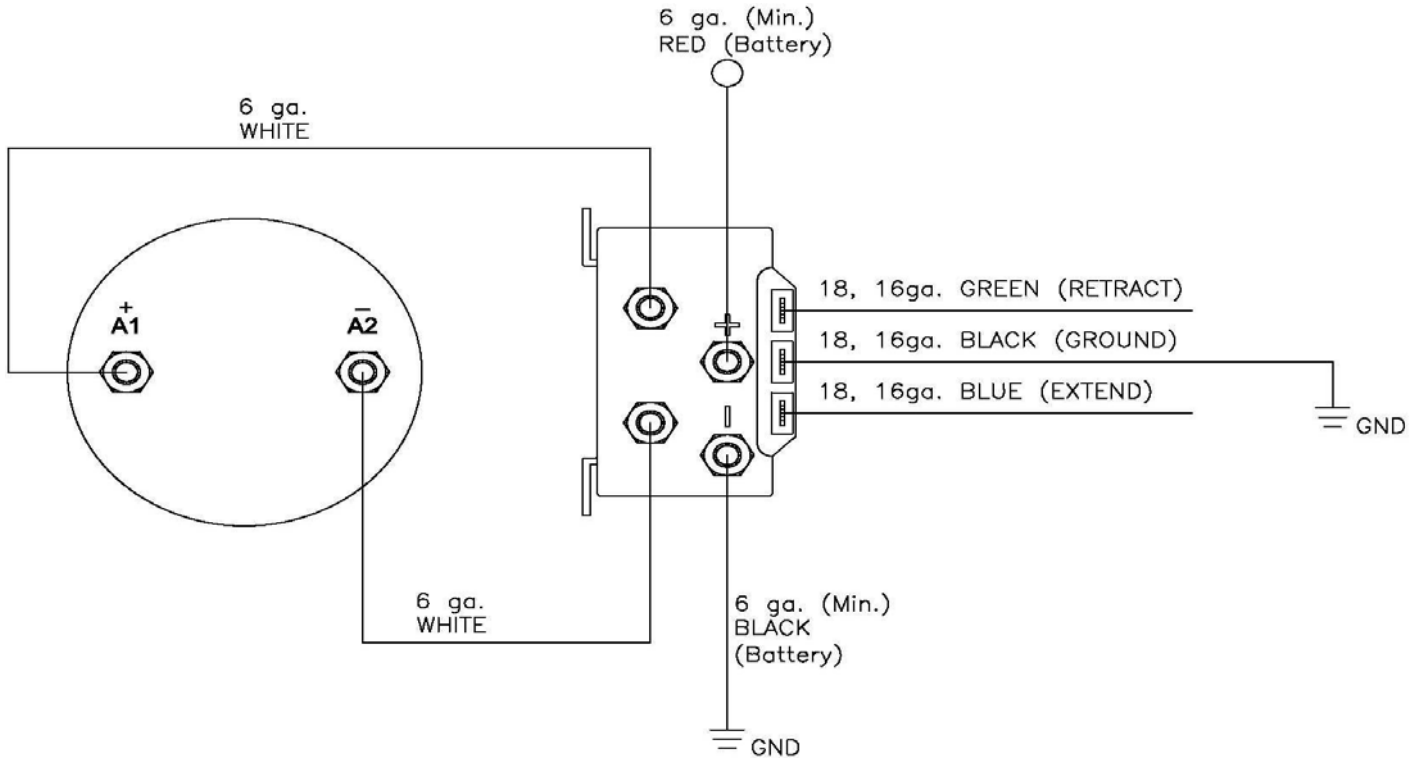 6 ga. (Min.)
RED (Battery)
6 ga.
WHITE
+
A1
–
A2
+
–
18, 16ga. GREEN (RETRACT)
18, 16ga. BLACK (GROUND)
18, 16ga. BLUE (EXTEND)
GND
6 ga.
WHITE
6 ga. (Min.)
BLACK
(Battery)
GND